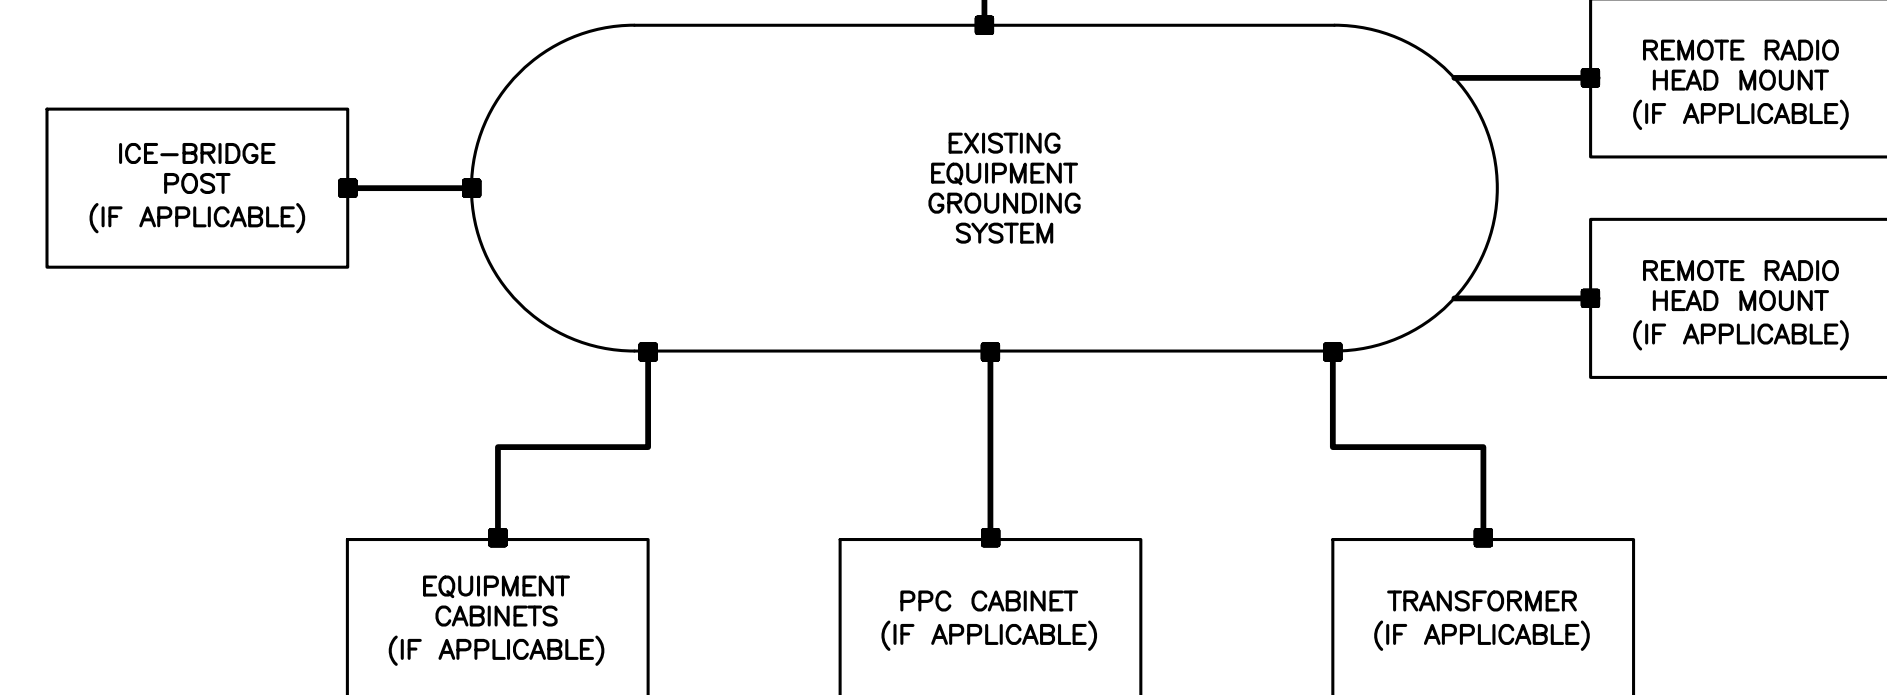 REMOTE RADIO
HEAD MOUNT
(IF APPLICABLE)
ICE-BRIDGE
POST
(IF APPLICABLE)
EXISTING
EQUIPMENT
GROUNDING
SYSTEM
REMOTE RADIO
HEAD MOUNT
(IF APPLICABLE)
EQUIPMENT
CABINETS
(IF APPLICABLE)
PPC CABINET
(IF APPLICABLE)
TRANSFORMER
(IF APPLICABLE)